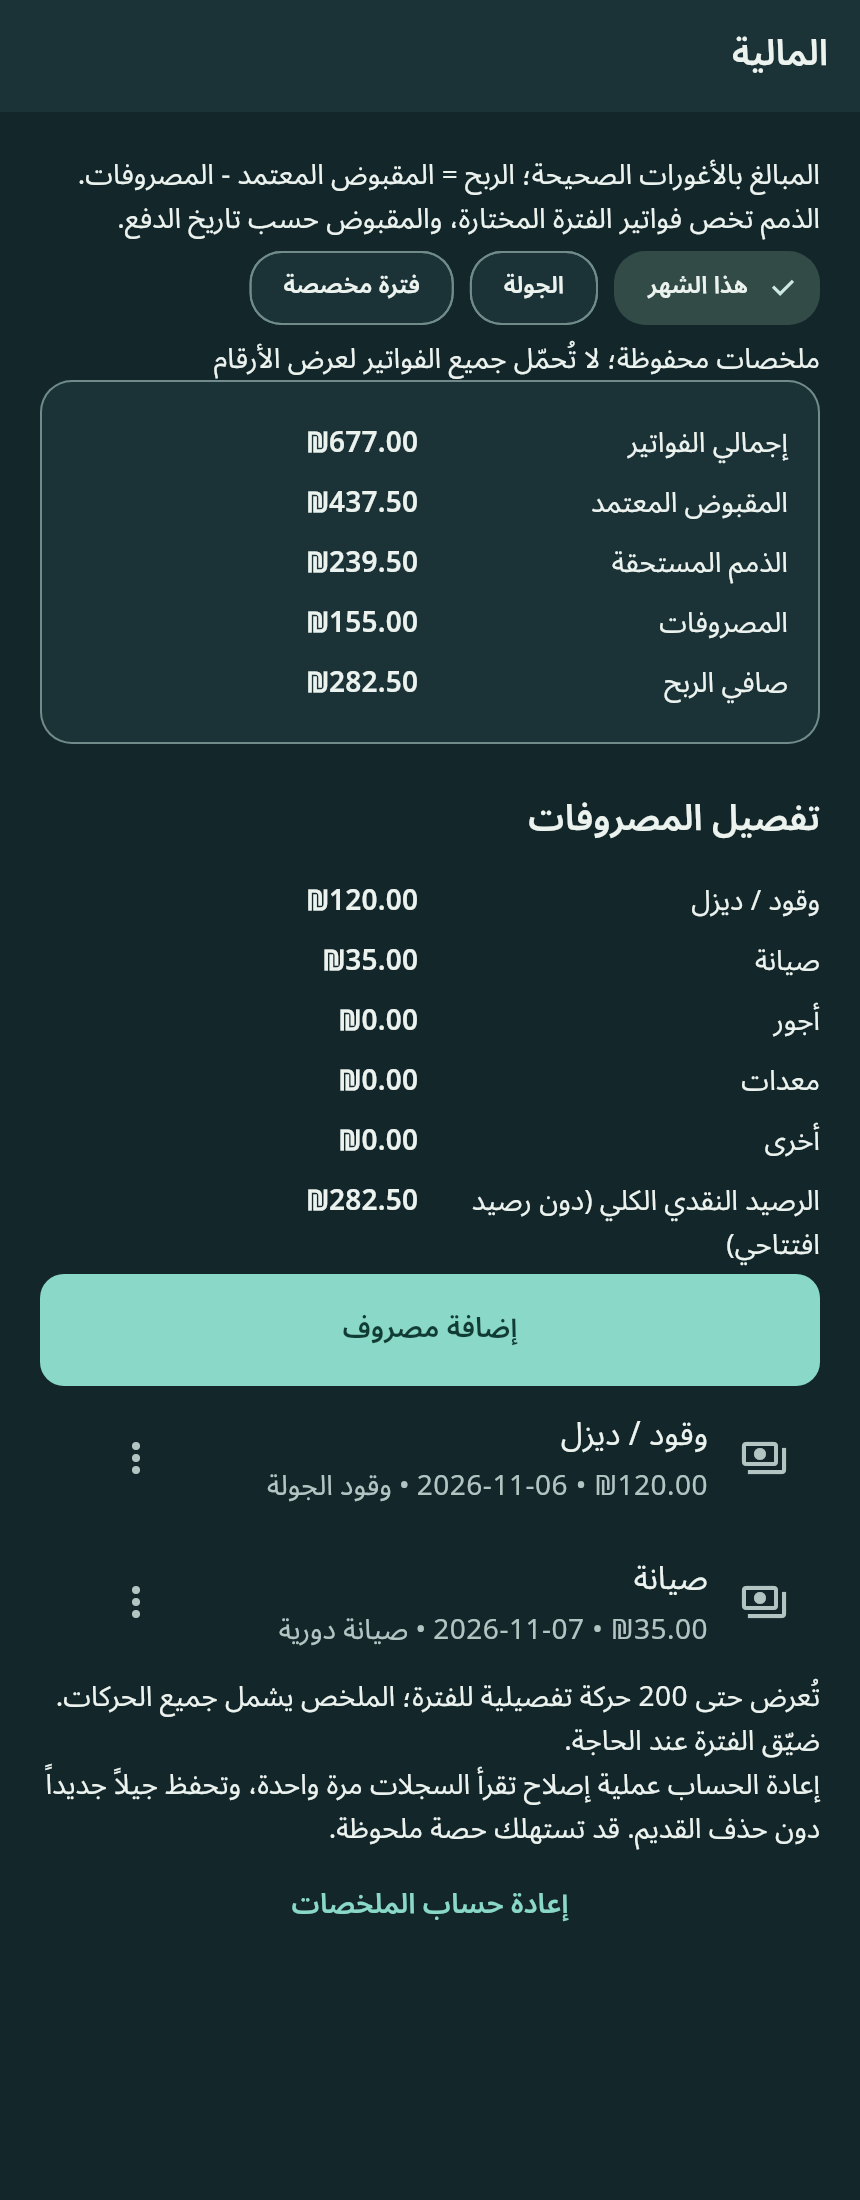 المالية
المبالغ بالأغورات الصحيحة؛ الربح = المقبوض المعتمد - المصروفات.
الذمم تخص فواتير الفترة المختارة، والمقبوض حسب تاريخ الدفع.
هذا الشهر
الجولة
فترة مخصصة
ملخصات محفوظة؛ لا تُحمّل جميع الفواتير لعرض الأرقام
إجمالي الفواتير ₪677.00
المقبوض المعتمد ₪437.50
الذمم المستحقة ₪239.50
المصروفات ₪155.00
صافي الربح ₪282.50
تفصيل المصروفات
وقود / ديزل ₪120.00
صيانة ₪35.00
أجور ₪0.00
معدات ₪0.00
أخرى ₪0.00
الرصيد النقدي الكلي (دون رصيد ₪282.50
افتتاحي)
إضافة مصروف
وقود / ديزل
₪120.00 • 2026-11-06 • وقود الجولة
صيانة
₪35.00 • 2026-11-07 • صيانة دورية
تُعرض حتى 200 حركة تفصيلية للفترة؛ الملخص يشمل جميع الحركات.
ضيّق الفترة عند الحاجة.
إعادة الحساب عملية إصلاح تقرأ السجلات مرة واحدة، وتحفظ جيلاً جديداً
دون حذف القديم. قد تستهلك حصة ملحوظة.
إعادة حساب الملخصات